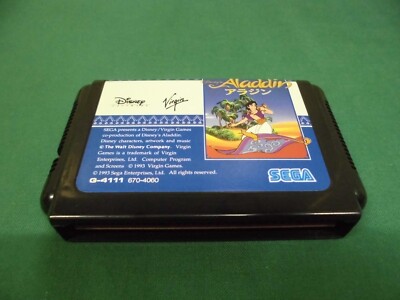 Disney
Virgin
Aladdin
アラジン
SEGA presents a Disney/Virgin Games
co-production of Disney's Aladdin.
Disney characters, artwork and music
© The Walt Disney Company. Virgin
Games is a trademark of Virgin
Enterprises, Ltd. Computer Program
and Screens © 1993 Virgin Games.
© 1993 Sega Enterprises, Ltd. All rights reserved.
G-4111 670-4060
SEGA